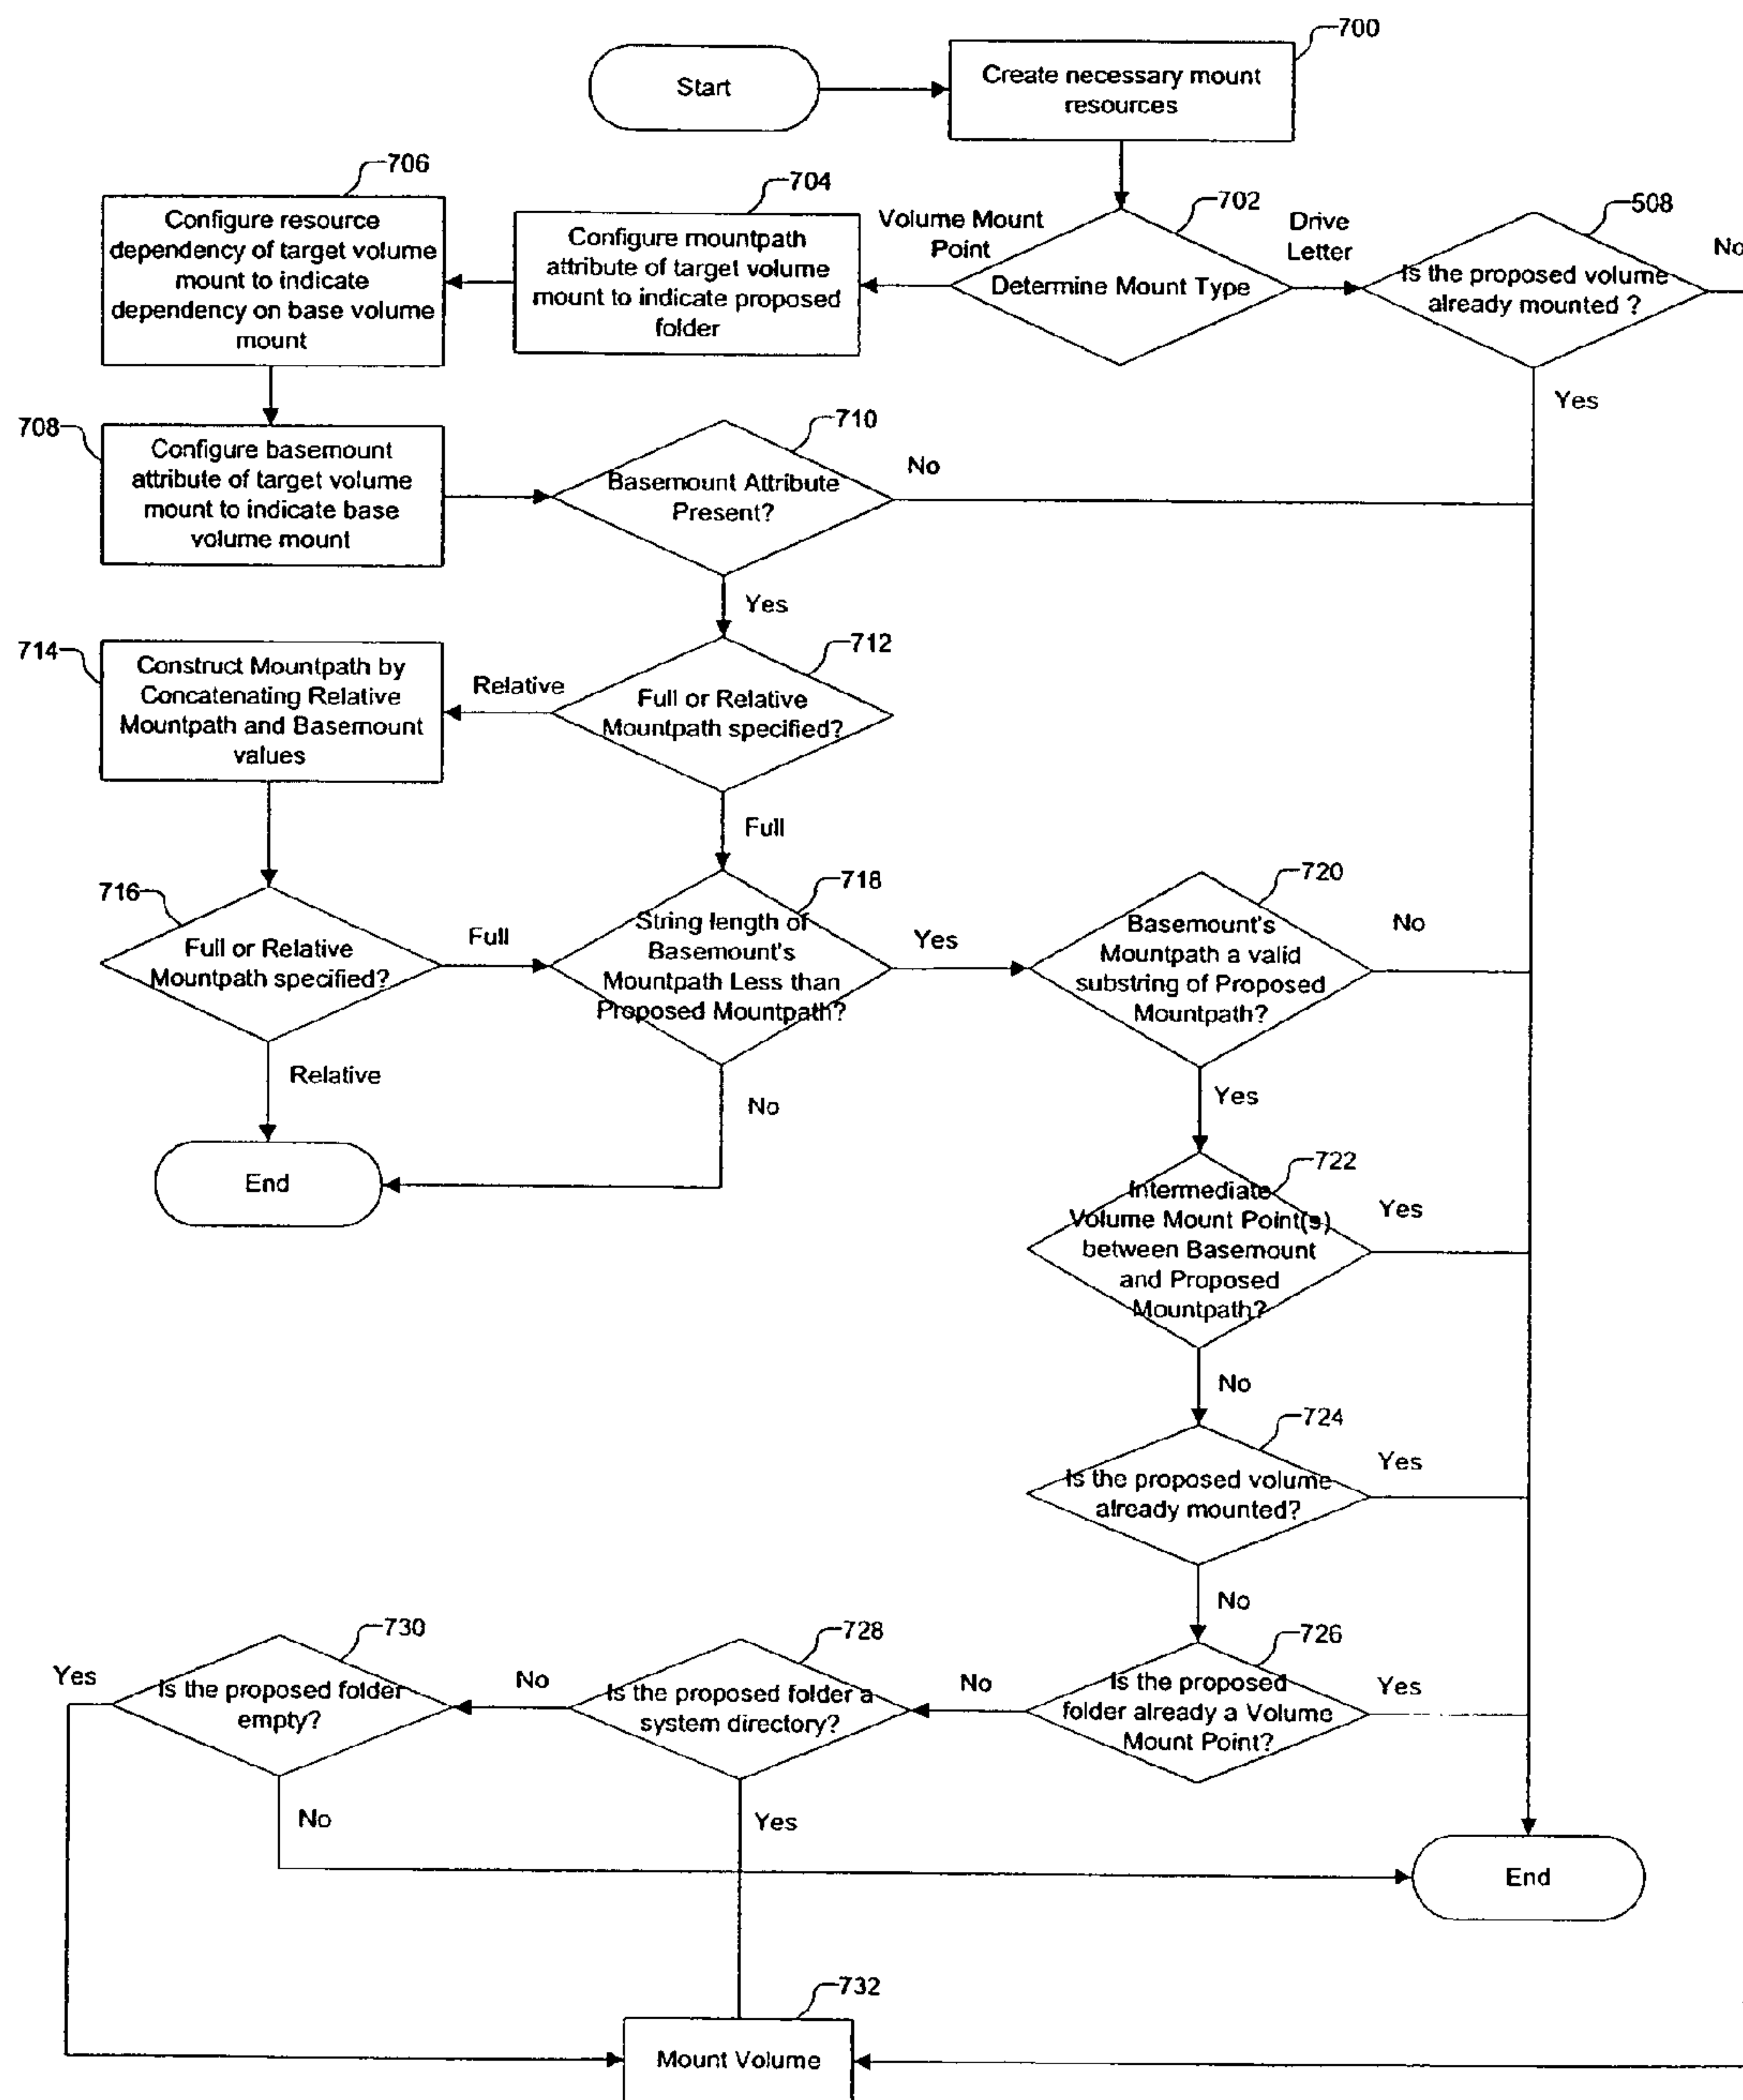 700
Start
Create necessary mount
resources
706
Configure resource
dependency of target volume
mount to indicate
dependency on base volume
mount
704
Configure mountpath
attribute of target volume
mount to indicate proposed
folder
Volume Mount
Point
702
Determine Mount Type
Drive
Letter
508
Is the proposed volume
already mounted ?
No
Yes
708
Configure basemount
attribute of target volume
mount to indicate base
volume mount
710
Basemount Attribute
Present?
No
Yes
714
Construct Mountpath by
Concatenating Relative
Mountpath and Basemount
values
Relative
712
Full or Relative
Mountpath specified?
Full
716
Full or Relative
Mountpath specified?
Full
Relative
718
String length of
Basemount's
Mountpath Less than
Proposed Mountpath?
Yes
No
720
Basemount's
Mountpath a valid
substring of Proposed
Mountpath?
No
Yes
End
722
Intermediate
Volume Mount Point(s)
between Basemount
and Proposed
Mountpath?
Yes
No
724
Is the proposed volume
already mounted?
Yes
No
730
Yes
Is the proposed folder
empty?
No
No
728
Is the proposed folder a
system directory?
Yes
No
726
Is the proposed
folder already a Volume
Mount Point?
Yes
End
732
Mount Volume